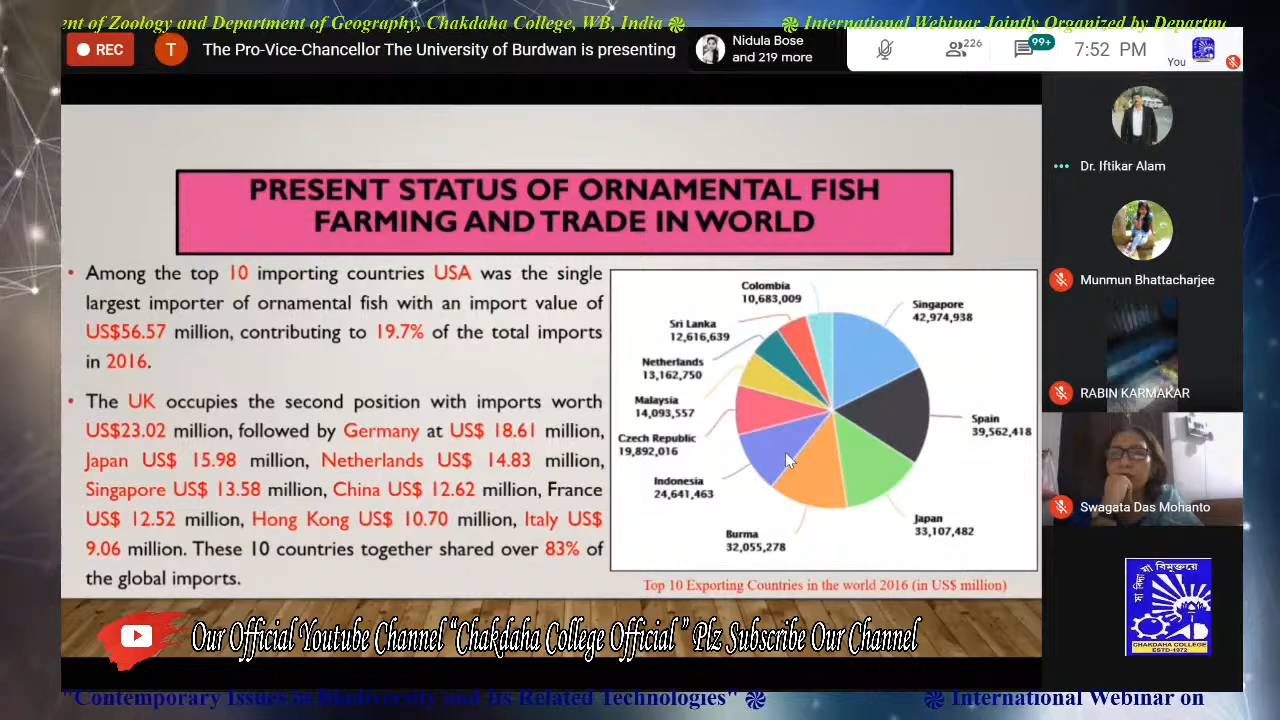 ent of Zoology and Department of Geography, Chakdaha College, WB, India ֍
֍ International Webinar Jointly Organized by Departme
REC
T
The Pro-Vice-Chancellor The University of Burdwan is presenting
Nidula Bose
and 219 more
226
99+
7:52 PM
You
PRESENT STATUS OF ORNAMENTAL FISH
FARMING AND TRADE IN WORLD
• Among the top 10 importing countries USA was the single
largest importer of ornamental fish with an import value of
US$56.57 million, contributing to 19.7% of the total imports
in 2016.
• The UK occupies the second position with imports worth
US$23.02 million, followed by Germany at US$ 18.61 million,
Japan US$ 15.98 million, Netherlands US$ 14.83 million,
Singapore US$ 13.58 million, China US$ 12.62 million, France
US$ 12.52 million, Hong Kong US$ 10.70 million, Italy US$
9.06 million. These 10 countries together shared over 83% of
the global imports.
Colombia
10,683,009
Singapore
42,974,938
Sri Lanka
12,616,639
Netherlands
13,162,750
Malaysia
14,093,557
Czech Republic
19,892,016
Indonesia
24,641,463
Burma
32,055,278
Japan
33,107,482
Spain
39,562,418
Top 10 Exporting Countries in the world 2016 (in US$ million)
Dr. Iftikar Alam
Munmun Bhattacharjee
RABIN KARMAKAR
Swagata Das Mohanto
সা বিদ্যা যা বিমুক্তয়ে
CHAKDAHA COLLEGE
ESTD-1972
Our Official Youtube Channel “Chakdaha College Official ” Plz Subscribe Our Channel
"Contemporary Issues in Biodiversity and Its Related Technologies" ֍
֍ International Webinar on